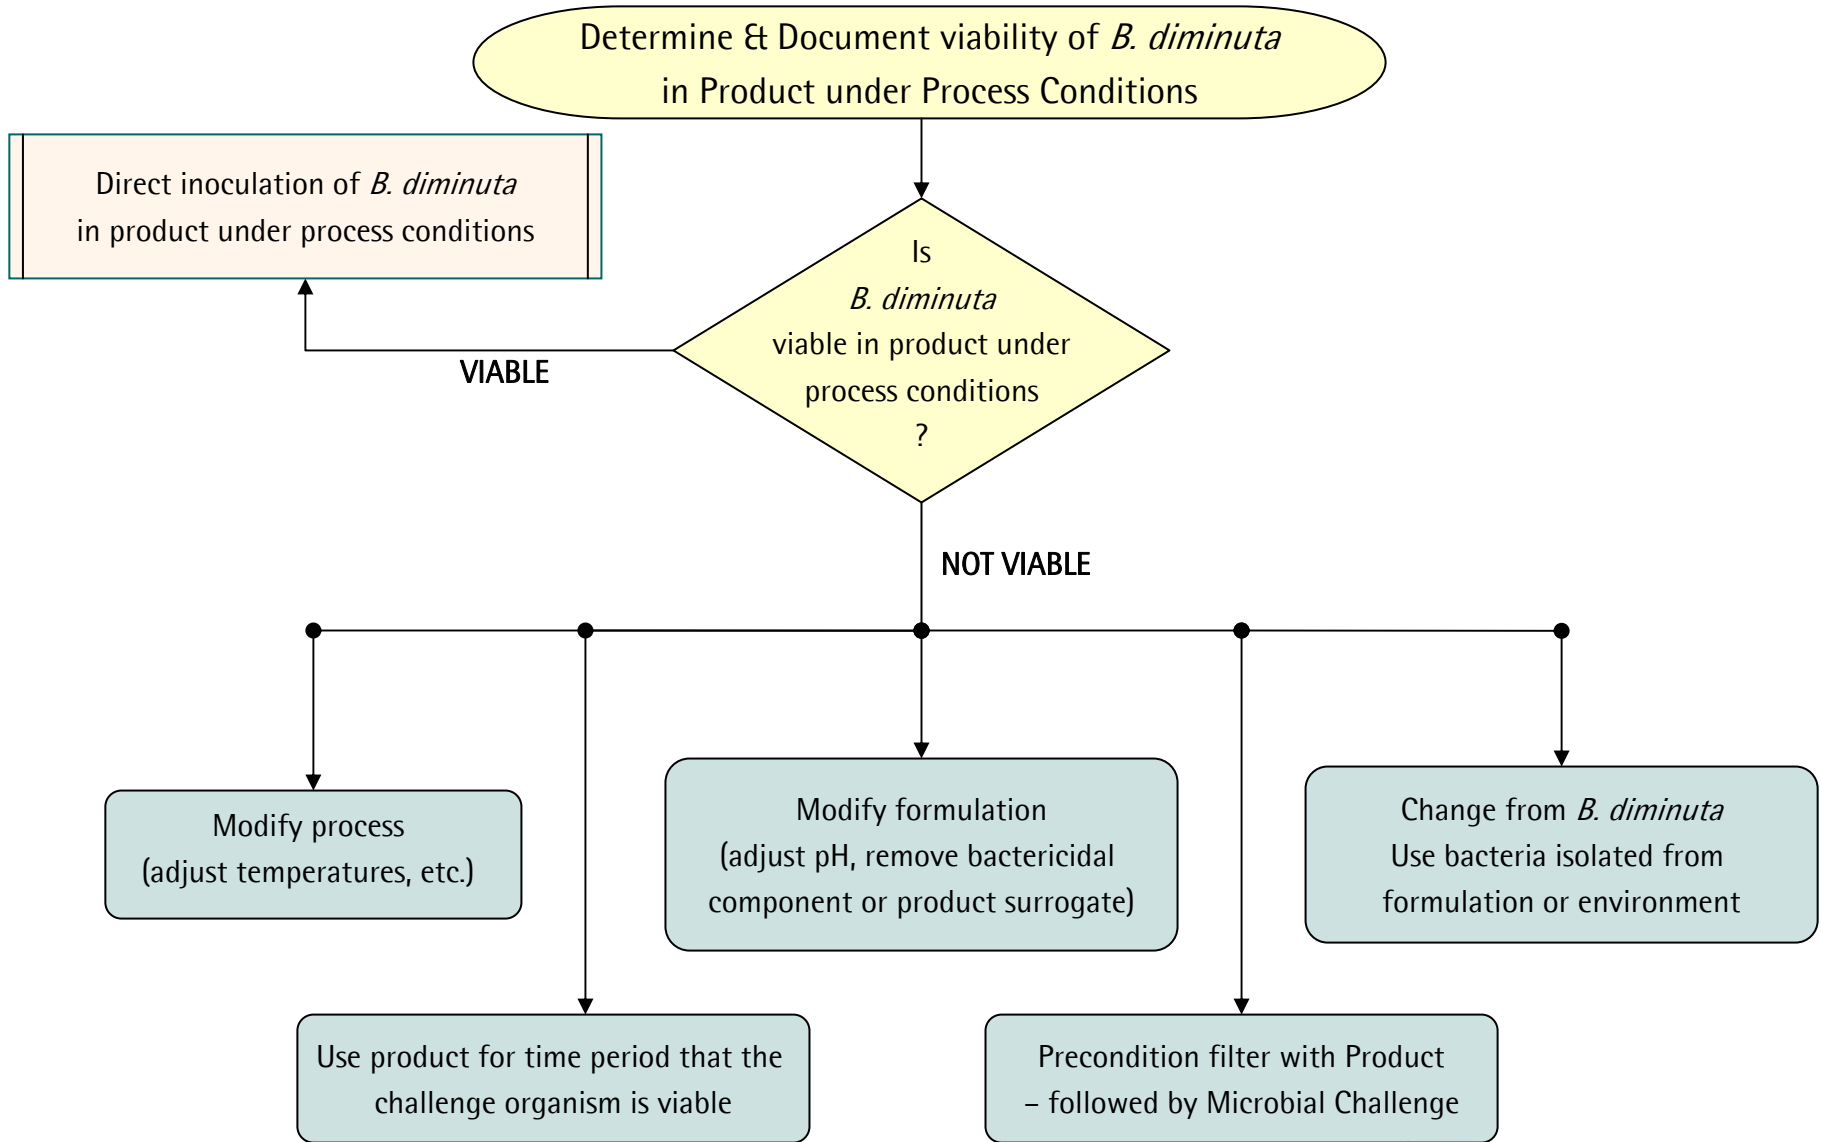 Determine & Document viability of B. diminuta
in Product under Process Conditions
Direct inoculation of B. diminuta
in product under process conditions
Is
B. diminuta
viable in product under
process conditions
?
VIABLE
NOT VIABLE
Modify process
(adjust temperatures, etc.)
Modify formulation
(adjust pH, remove bactericidal
component or product surrogate)
Change from B. diminuta
Use bacteria isolated from
formulation or environment
Use product for time period that the
challenge organism is viable
Precondition filter with Product
– followed by Microbial Challenge